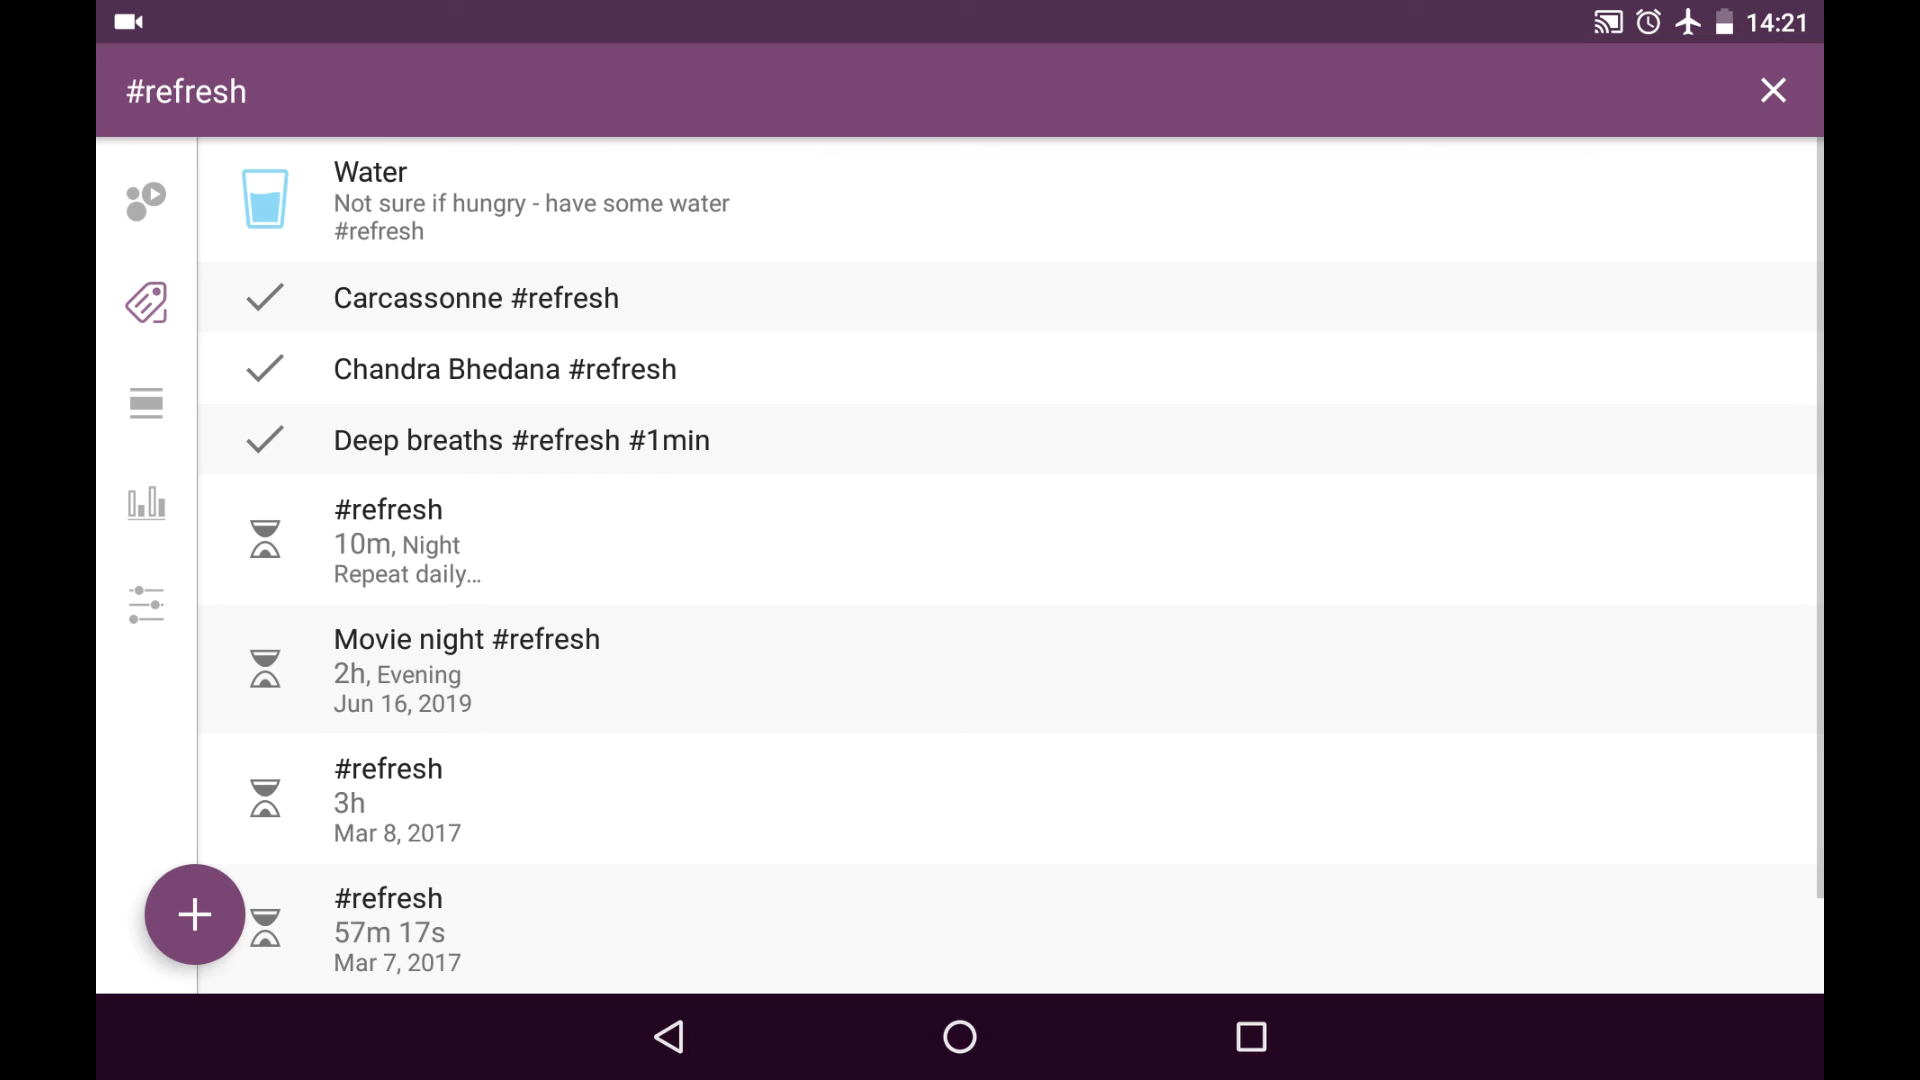 14:21
#refresh
Water
Not sure if hungry - have some water
#refresh
Carcassonne #refresh
Chandra Bhedana #refresh
Deep breaths #refresh #1min
#refresh
10m, Night
Repeat daily...
Movie night #refresh
2h, Evening
Jun 16, 2019
#refresh
3h
Mar 8, 2017
#refresh
57m 17s
Mar 7, 2017